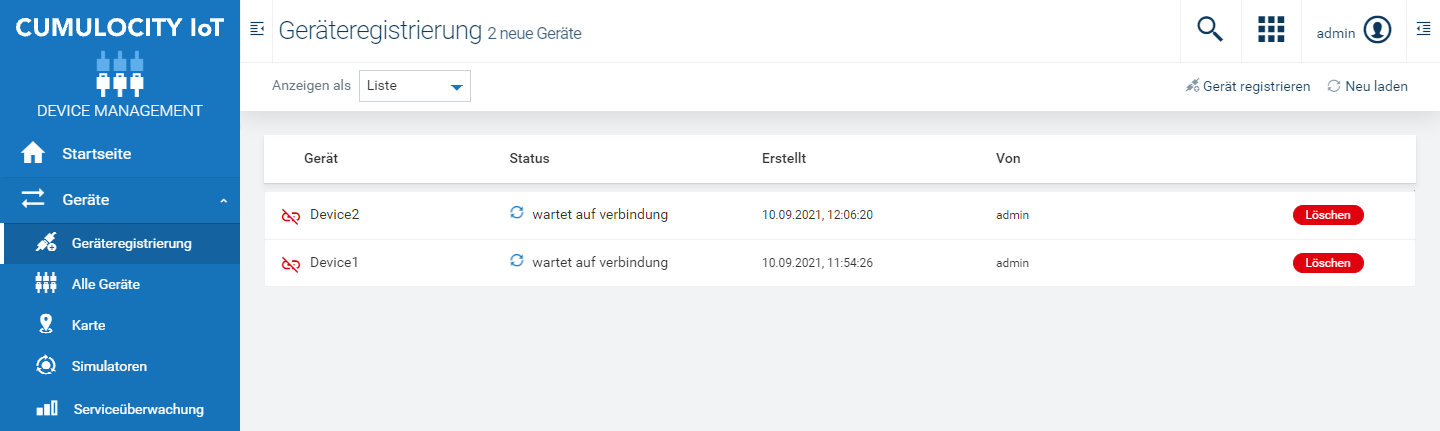 CUMULOCITY IoT
DEVICE MANAGEMENT
Startseite
Geräte
Geräteregistrierung
Alle Geräte
Karte
Simulatoren
Serviceüberwachung
Geräteregistrierung 2 neue Geräte
admin
Anzeigen als Liste
Gerät registrieren Neu laden
Gerät Status Erstellt Von
Device2 wartet auf verbindung 10.09.2021, 12:06:20 admin Löschen
Device1 wartet auf verbindung 10.09.2021, 11:54:26 admin Löschen